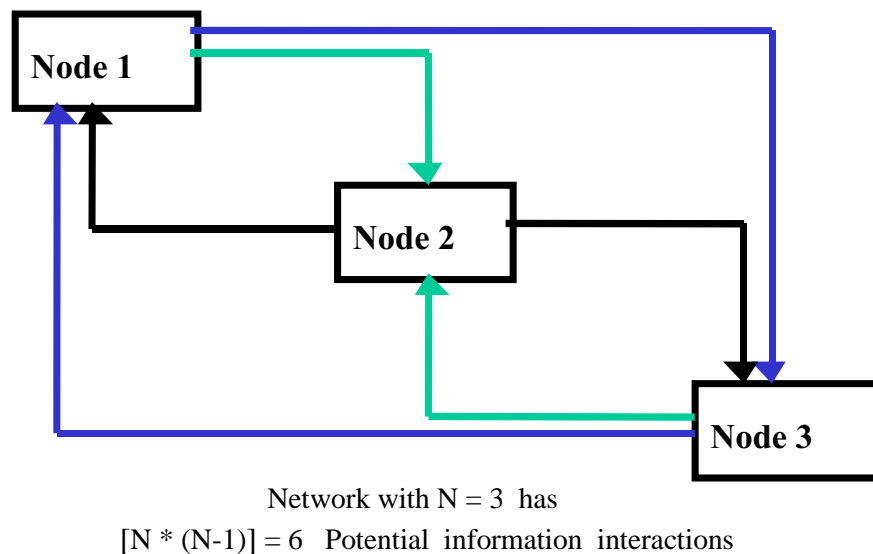 Node 1
Node 2
Node 3
Network with N = 3 has
[N * (N-1)] = 6 Potential information interactions